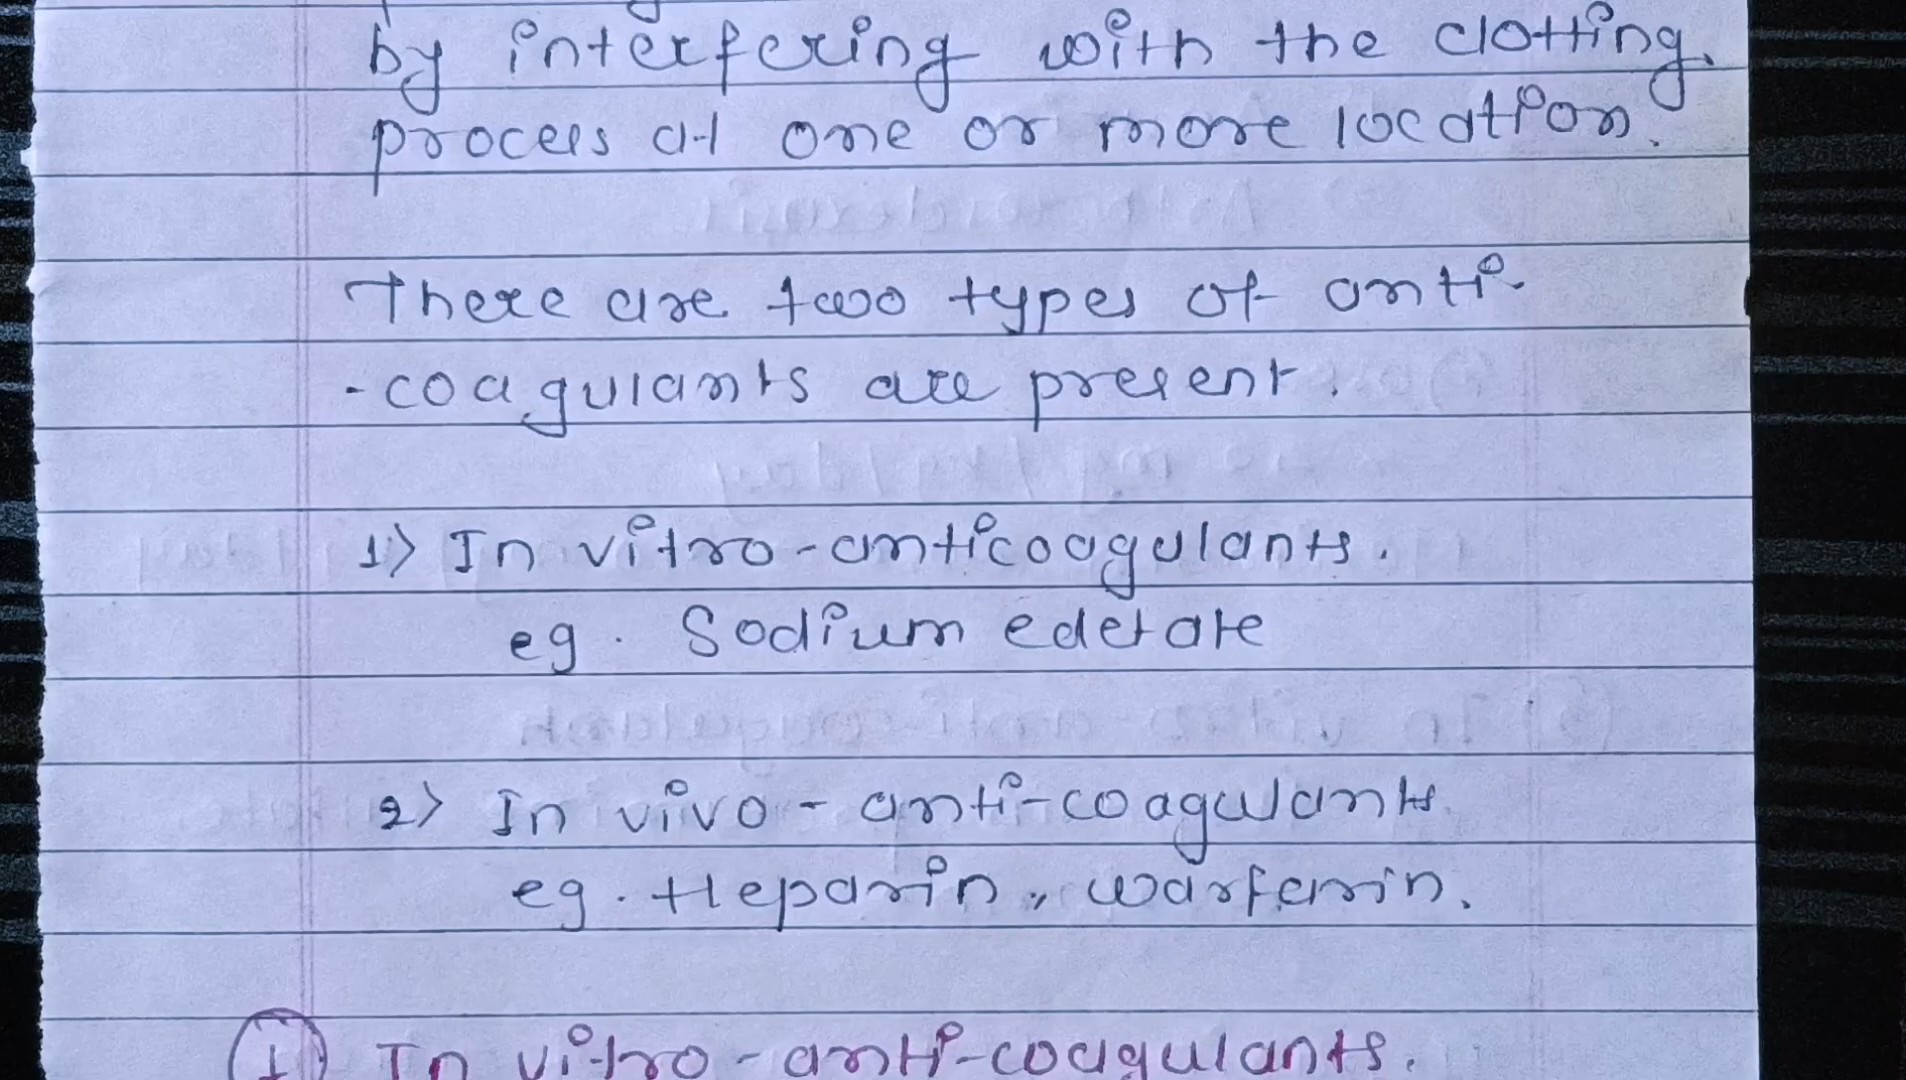 by interfering with the clotting
process at one or more location.
There are two types of anti-
-coagulants are present.
1) In vitro-anticoagulants.
eg. Sodium edetate
2) In vivo - anti-coagulants
eg. Heparin, warfarin.
(1) In vitro-anti-coagulants.